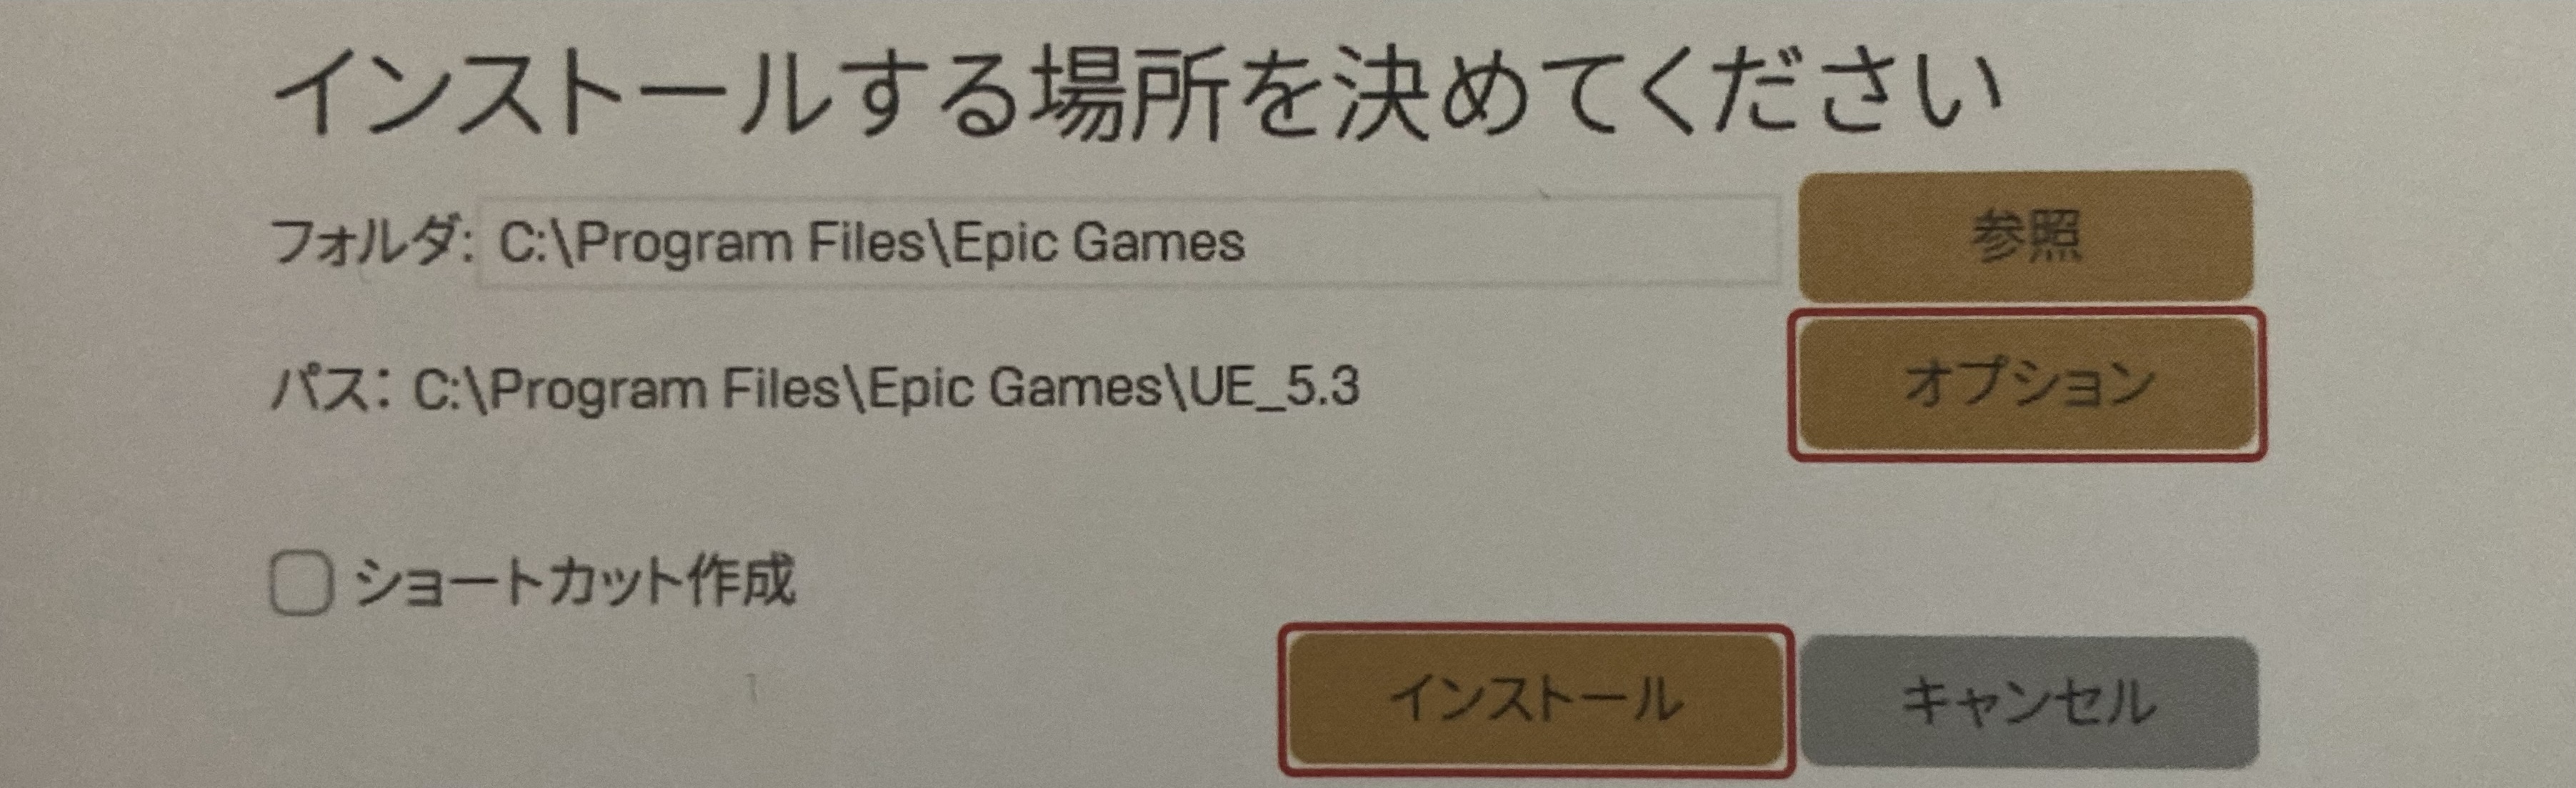 インストールする場所を決めてください
フォルダ: C:\Program Files\Epic Games 参照
パス: C:\Program Files\Epic Games\UE_5.3 オプション
ショートカット作成
インストール キャンセル